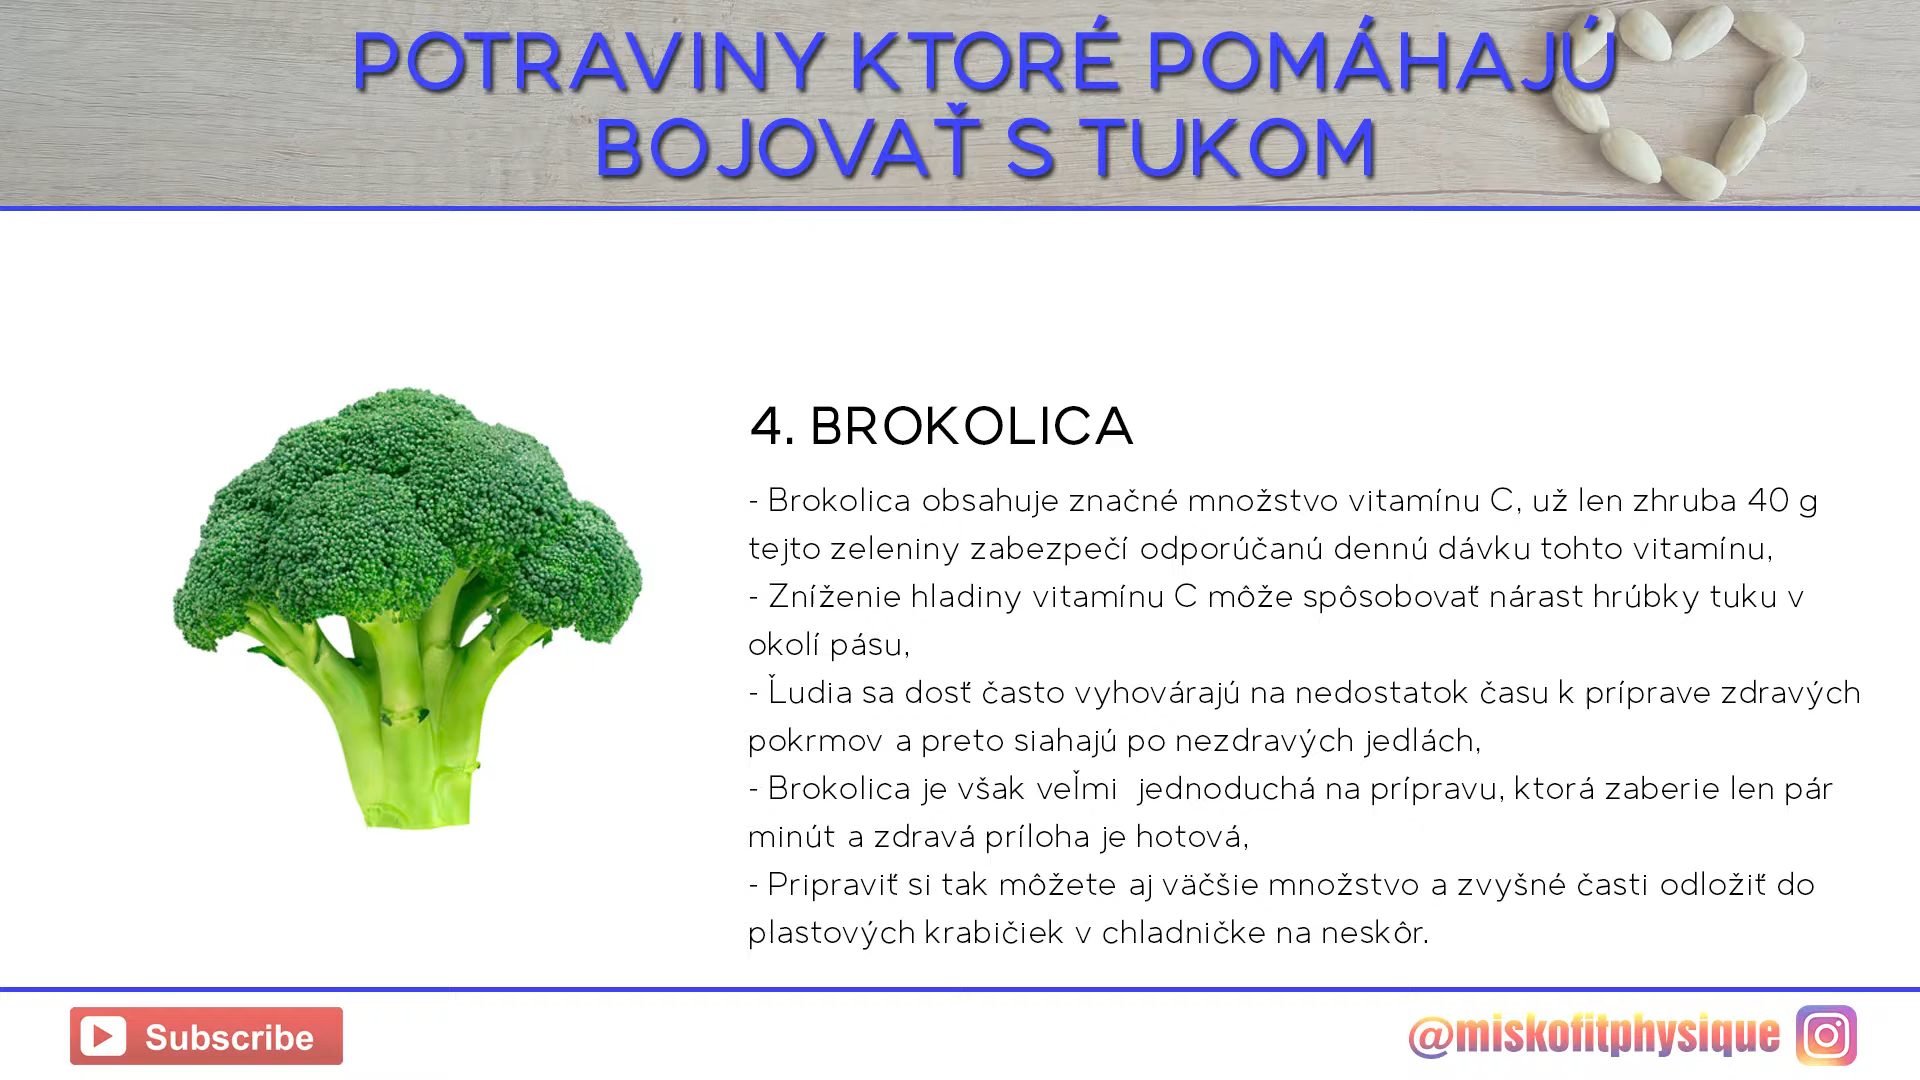 POTRAVINY KTORÉ POMÁHAJÚ
BOJOVAŤ S TUKOM
4. BROKOLICA
- Brokolica obsahuje značné množstvo vitamínu C, už len zhruba 40 g
tejto zeleniny zabezpečí odporúčanú dennú dávku tohto vitamínu,
- Zníženie hladiny vitamínu C môže spôsobovať nárast hrúbky tuku v
okolí pásu,
- Ľudia sa dosť často vyhovárajú na nedostatok času k príprave zdravých
pokrmov a preto siahajú po nezdravých jedlách,
- Brokolica je však veľmi  jednoduchá na prípravu, ktorá zaberie len pár
minút a zdravá príloha je hotová,
- Pripraviť si tak môžete aj väčšie množstvo a zvyšné časti odložiť do
plastových krabičiek v chladničke na neskôr.
Subscribe
@miskofitphysique